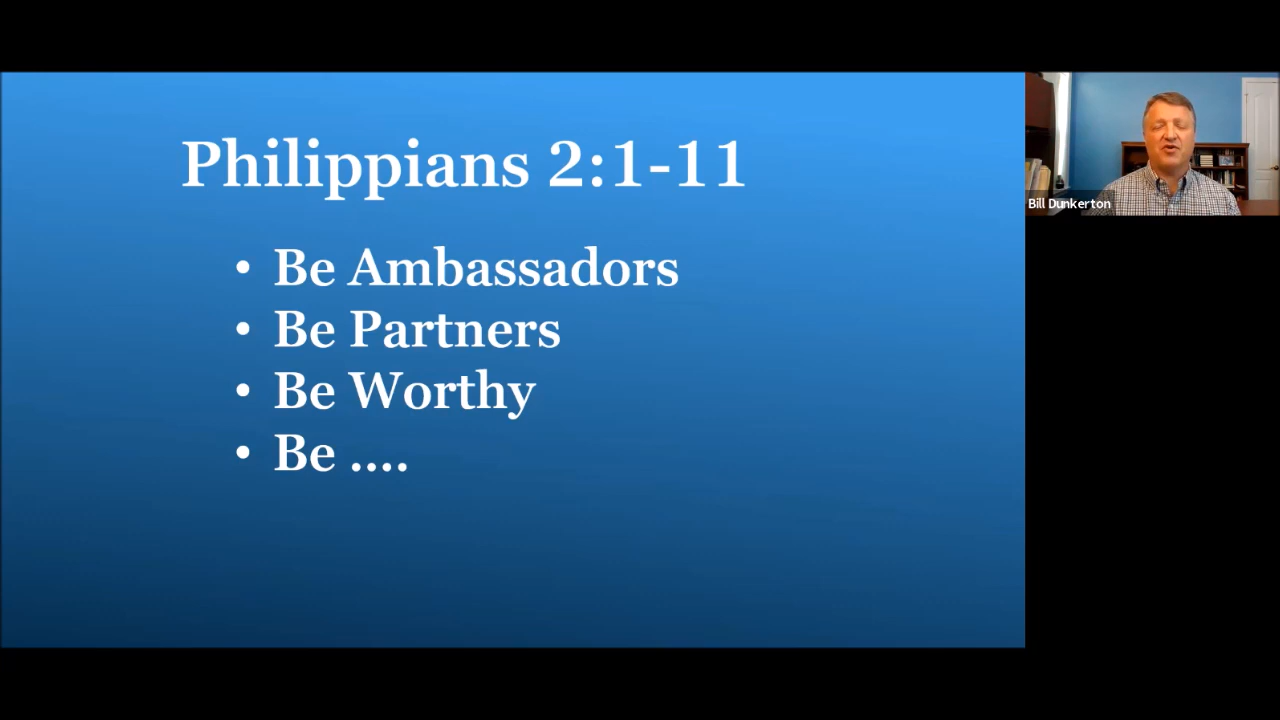 Philippians 2:1-11
• Be Ambassadors
• Be Partners
• Be Worthy
• Be ....
Bill Dunkerton